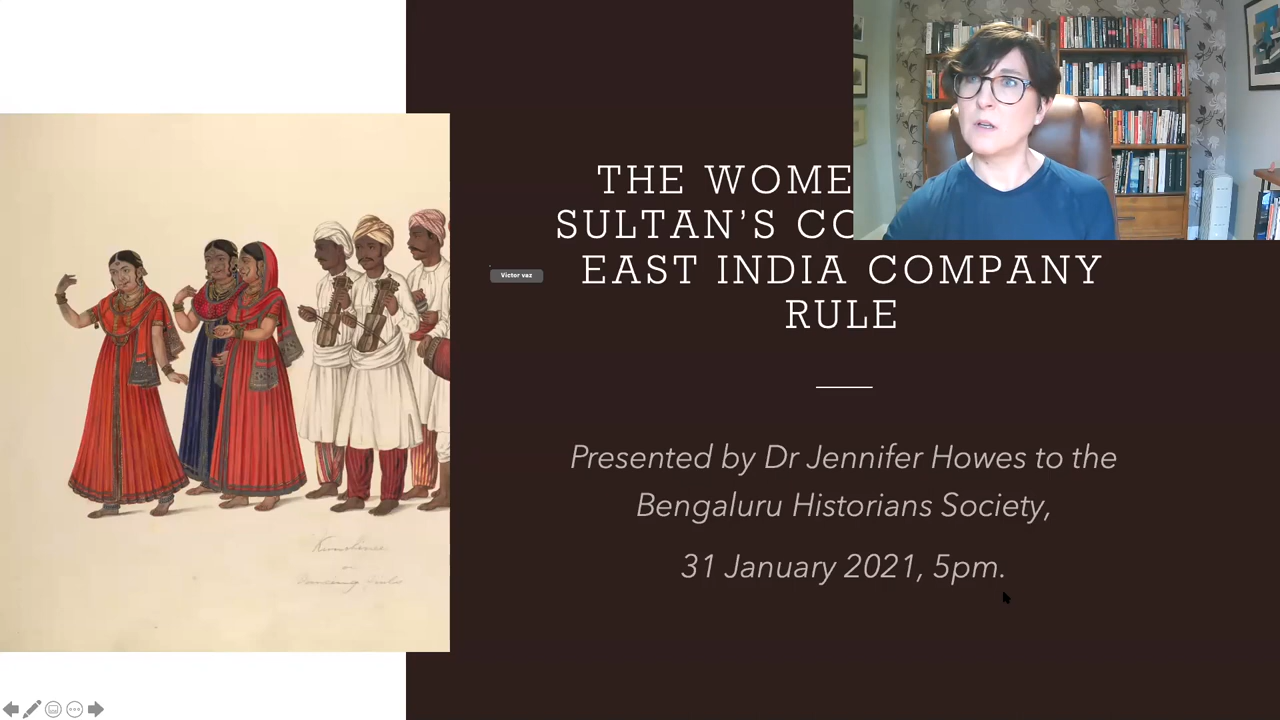 THE WOME
SULTAN’S CO
EAST INDIA COMPANY
RULE
Victor vaz
Presented by Dr Jennifer Howes to the
Bengaluru Historians Society,
31 January 2021, 5pm.
or